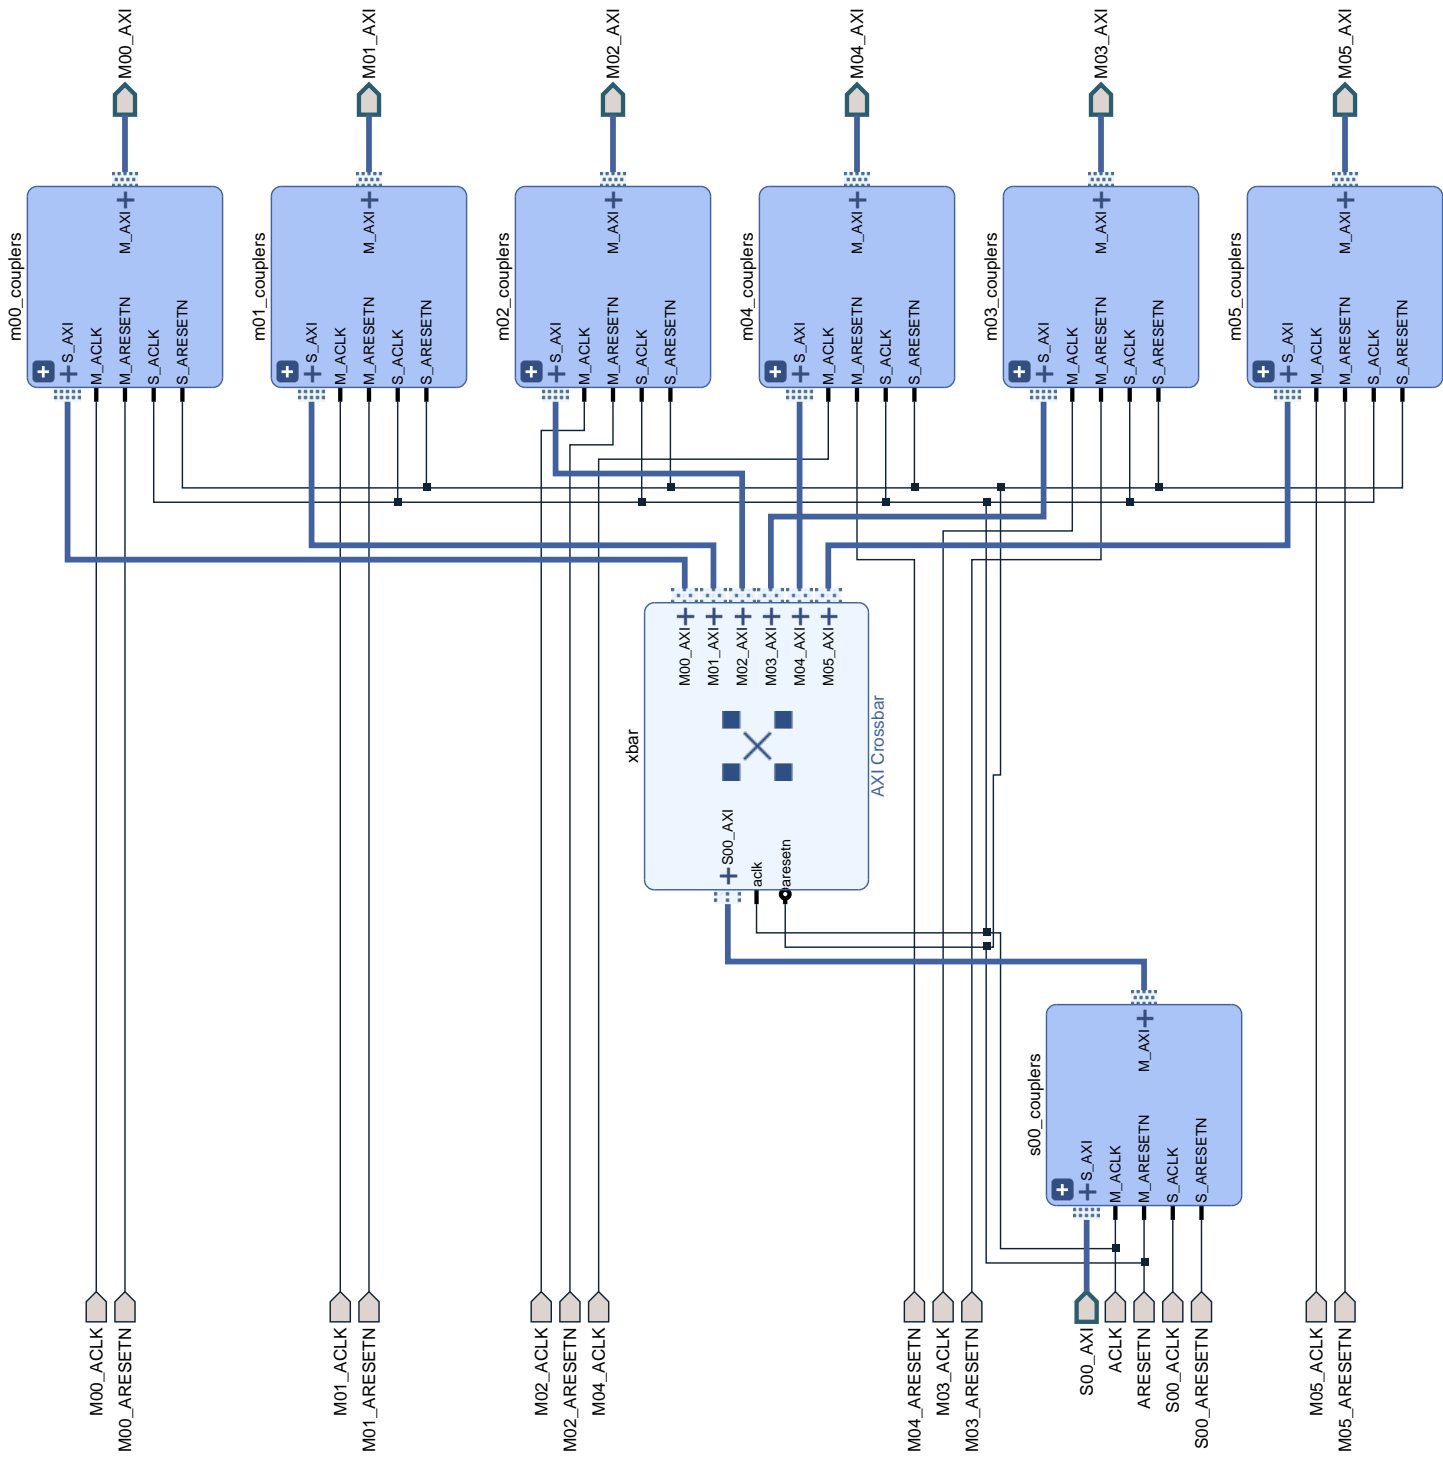 M00_AXI
M01_AXI
M02_AXI
M04_AXI
M03_AXI
M05_AXI
m00_couplers
M_AXI
S_AXI
M_ACLK
M_ARESETN
S_ACLK
S_ARESETN
m01_couplers
M_AXI
S_AXI
M_ACLK
M_ARESETN
S_ACLK
S_ARESETN
m02_couplers
M_AXI
S_AXI
M_ACLK
M_ARESETN
S_ACLK
S_ARESETN
m04_couplers
M_AXI
S_AXI
M_ACLK
M_ARESETN
S_ACLK
S_ARESETN
m03_couplers
M_AXI
S_AXI
M_ACLK
M_ARESETN
S_ACLK
S_ARESETN
m05_couplers
M_AXI
S_AXI
M_ACLK
M_ARESETN
S_ACLK
S_ARESETN
xbar
M00_AXI
M01_AXI
M02_AXI
M03_AXI
M04_AXI
M05_AXI
S00_AXI
aclk
aresetn
AXI Crossbar
s00_couplers
M_AXI
S_AXI
M_ACLK
M_ARESETN
S_ACLK
S_ARESETN
M00_ACLK
M00_ARESETN
M01_ACLK
M01_ARESETN
M02_ACLK
M02_ARESETN
M04_ACLK
M04_ARESETN
M03_ACLK
M03_ARESETN
S00_AXI
ACLK
ARESETN
S00_ACLK
S00_ARESETN
M05_ACLK
M05_ARESETN